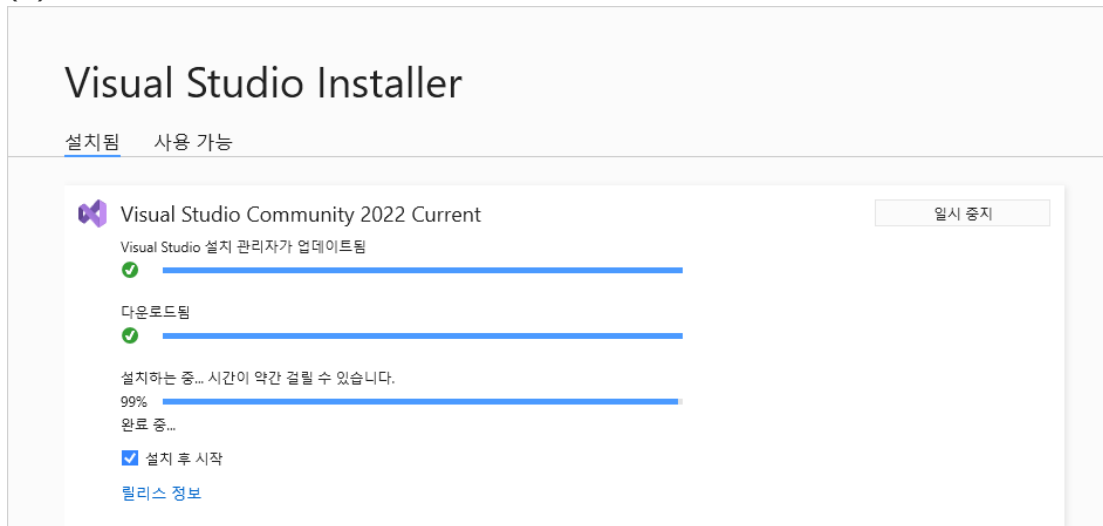 Visual Studio Installer
설치됨 사용 가능
Visual Studio Community 2022 Current
일시 중지
Visual Studio 설치 관리자가 업데이트됨
다운로드됨
설치하는 중... 시간이 약간 걸릴 수 있습니다.
99%
완료 중...
설치 후 시작
릴리스 정보